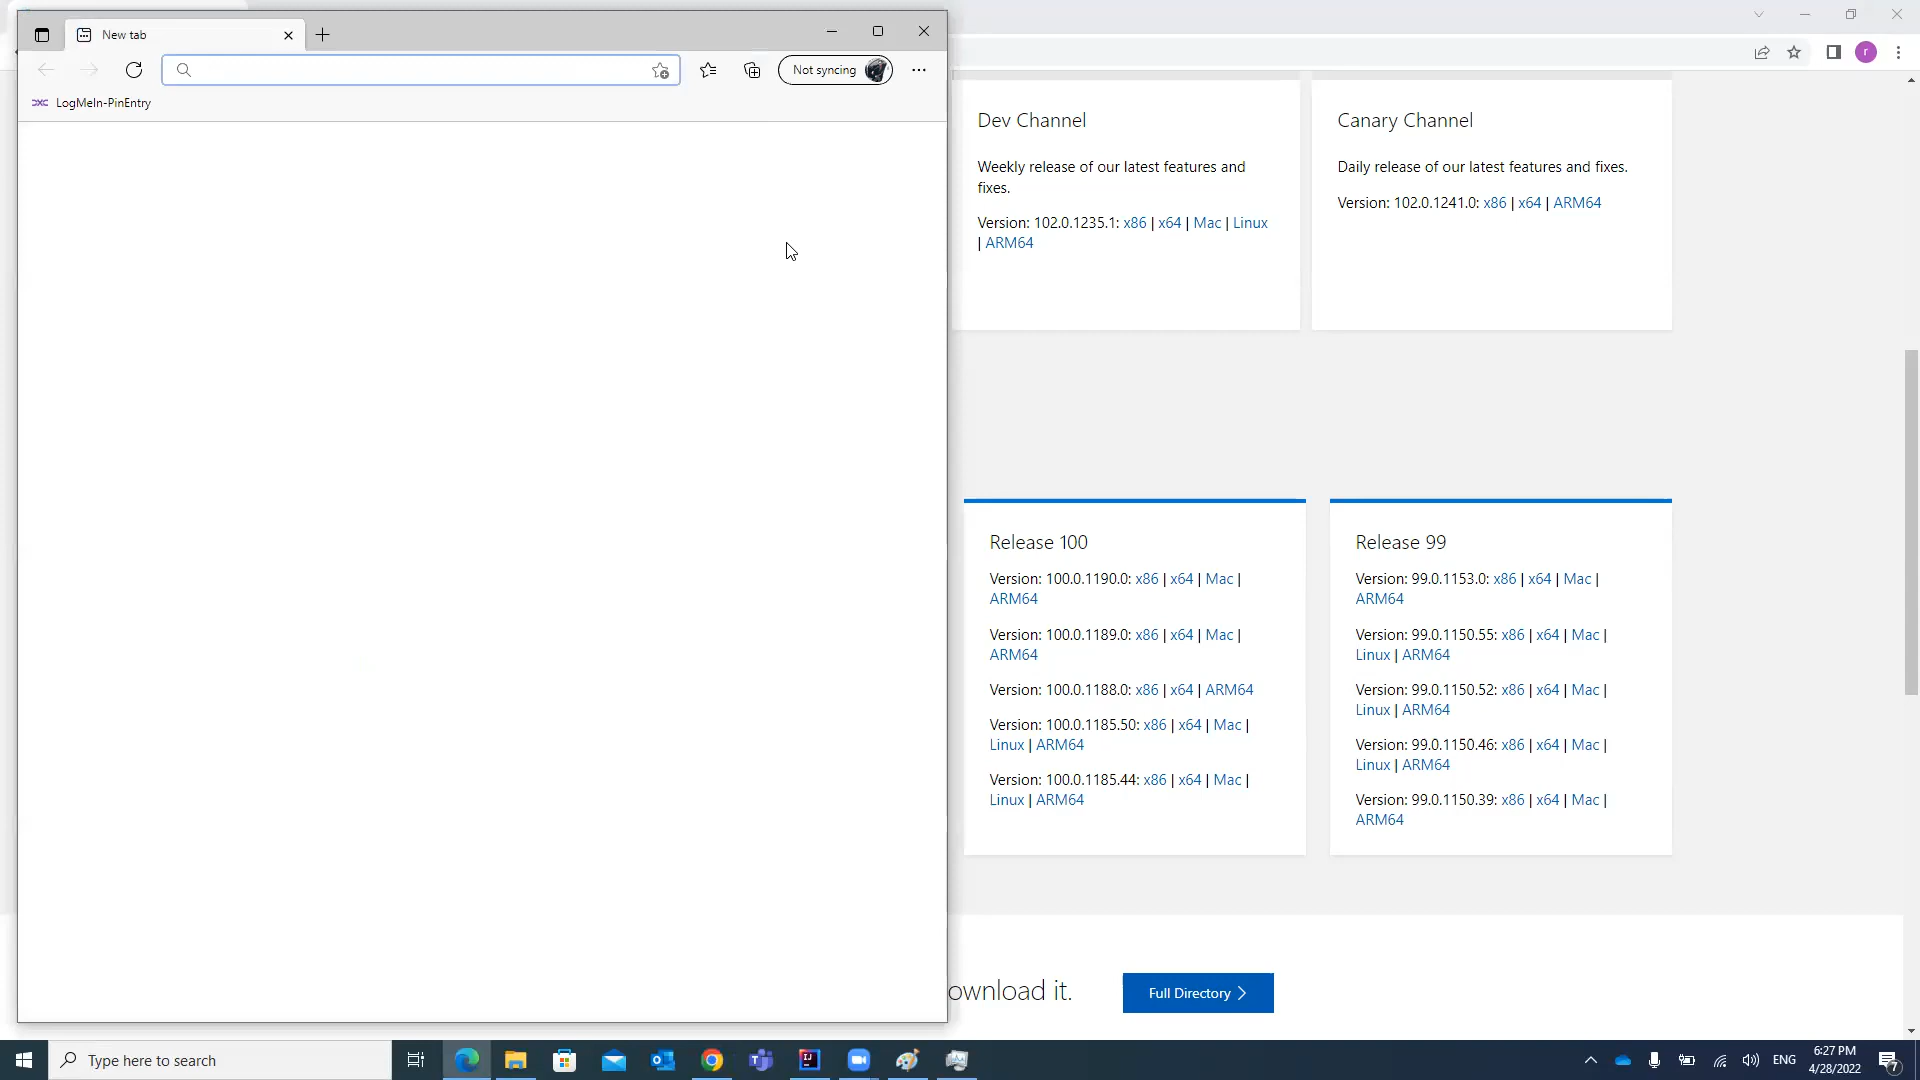 New tab
Not syncing
r
LogMeIn-PinEntry
Dev Channel
Weekly release of our latest features and
fixes.
Version: 102.0.1235.1: x86 | x64 | Mac | Linux
| ARM64
Canary Channel
Daily release of our latest features and fixes.
Version: 102.0.1241.0: x86 | x64 | ARM64
Release 100
Version: 100.0.1190.0: x86 | x64 | Mac |
ARM64
Version: 100.0.1189.0: x86 | x64 | Mac |
ARM64
Version: 100.0.1188.0: x86 | x64 | ARM64
Version: 100.0.1185.50: x86 | x64 | Mac |
Linux | ARM64
Version: 100.0.1185.44: x86 | x64 | Mac |
Linux | ARM64
Release 99
Version: 99.0.1153.0: x86 | x64 | Mac |
ARM64
Version: 99.0.1150.55: x86 | x64 | Mac |
Linux | ARM64
Version: 99.0.1150.52: x86 | x64 | Mac |
Linux | ARM64
Version: 99.0.1150.46: x86 | x64 | Mac |
Linux | ARM64
Version: 99.0.1150.39: x86 | x64 | Mac |
ARM64
ownload it.
Full Directory
Type here to search
ENG
6:27 PM
4/28/2022
7